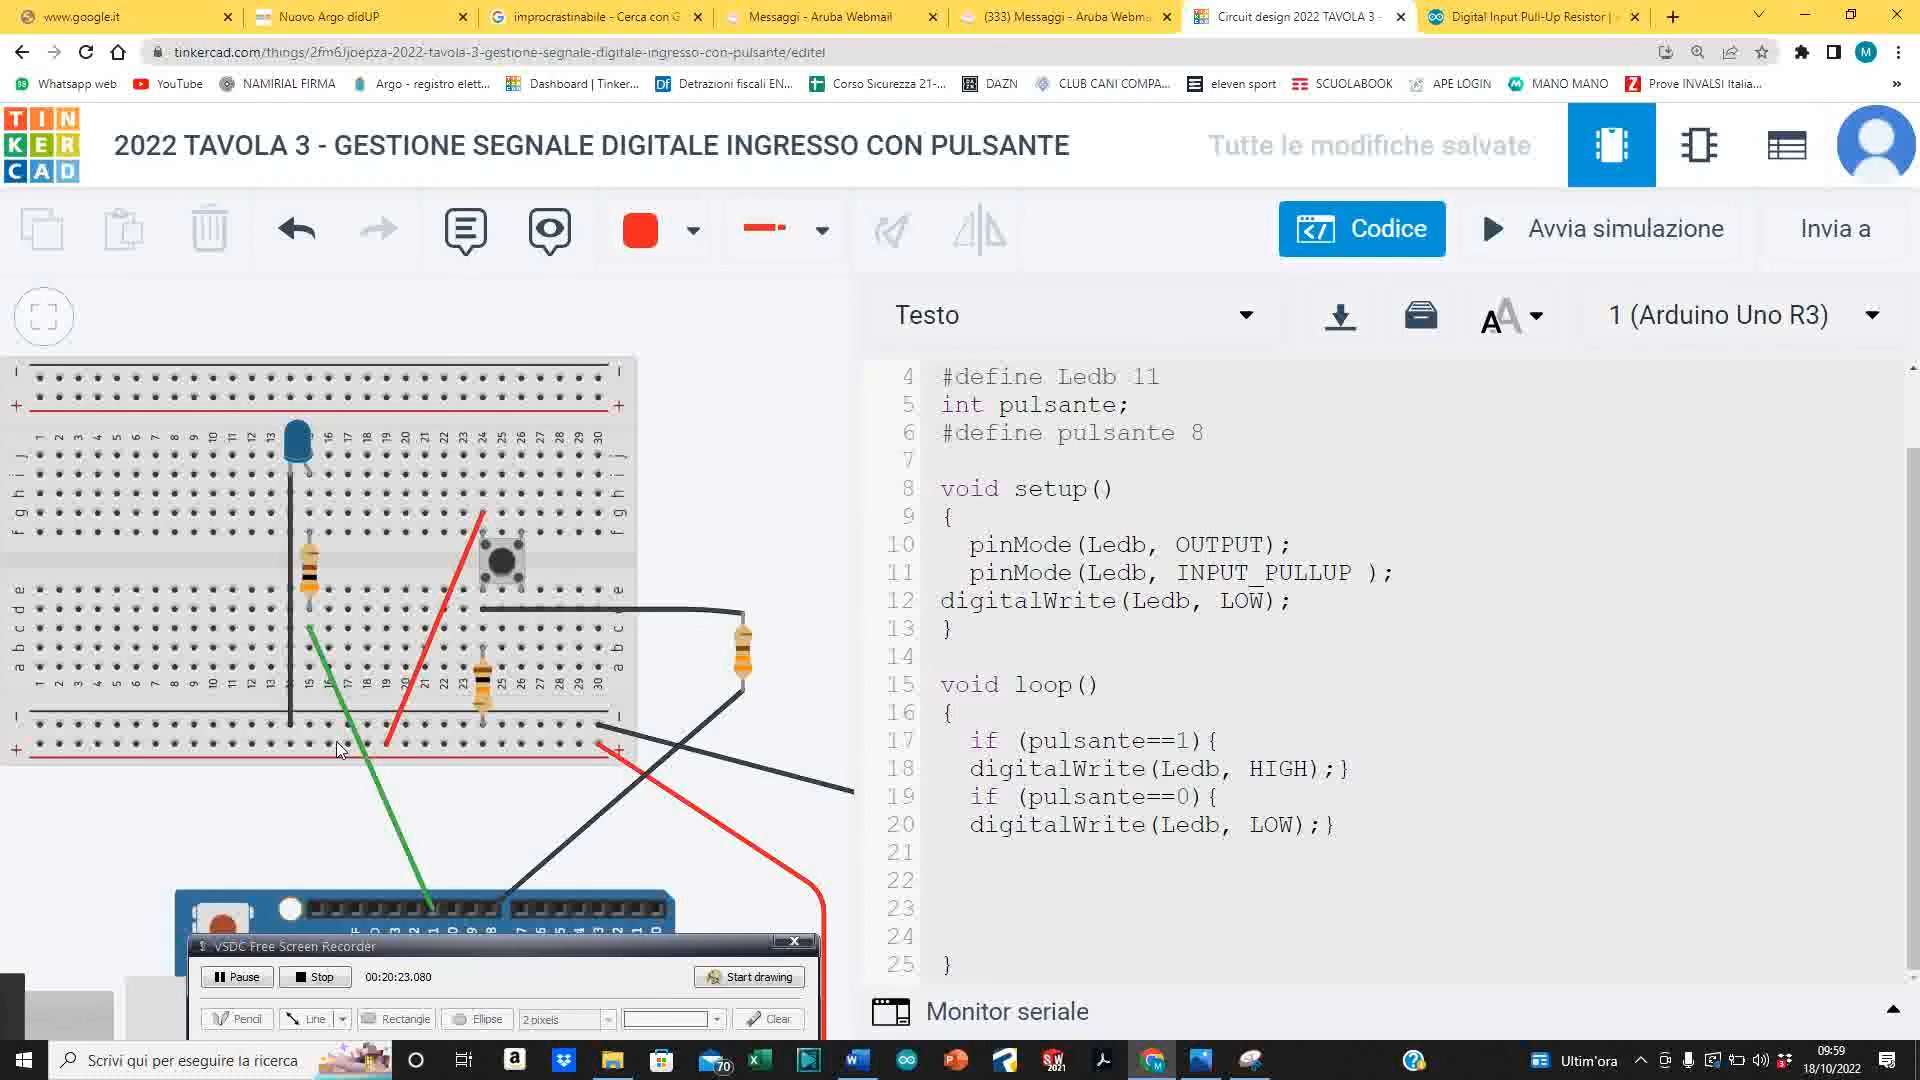 www.google.it
Nuovo Argo didUP
improcrastinabile - Cerca con G
Messaggi - Aruba Webmail
(333) Messaggi - Aruba Webm
Circuit design 2022 TAVOLA 3 -
Digital Input Pull-Up Resistor |
tinkercad.com/things/2fm6Jjoepza-2022-tavola-3-gestione-segnale-digitale-ingresso-con-pulsante/editel
Whatsapp web
YouTube
NAMIRIAL FIRMA
Argo - registro elett...
Dashboard | Tinker...
Detrazioni fiscali EN...
Corso Sicurezza 21-...
DAZN
CLUB CANI COMPA...
eleven sport
SCUOLABOOK
APE LOGIN
MANO MANO
Prove INVALSI Italia...
TIN
KER
CAD
2022 TAVOLA 3 - GESTIONE SEGNALE DIGITALE INGRESSO CON PULSANTE
Tutte le modifiche salvate
Codice
Avvia simulazione
Invia a
Testo
1 (Arduino Uno R3)
4 #define Ledb 11
5 int pulsante;
6 #define pulsante 8
7
8 void setup()
9 {
10 pinMode(Ledb, OUTPUT);
11 pinMode(Ledb, INPUT_PULLUP );
12 digitalWrite(Ledb, LOW);
13 }
14
15 void loop()
16 {
17 if (pulsante==1){
18 digitalWrite(Ledb, HIGH);}
19 if (pulsante==0){
20 digitalWrite(Ledb, LOW);}
21
22
23
24
25 }
Monitor seriale
VSDC Free Screen Recorder
Pause
Stop
00:20:23.080
Start drawing
Pencil
Line
Rectangle
Ellipse
2 pixels
Clear
Scrivi qui per eseguire la ricerca
70
2021
Ultim'ora
09:59
18/10/2022